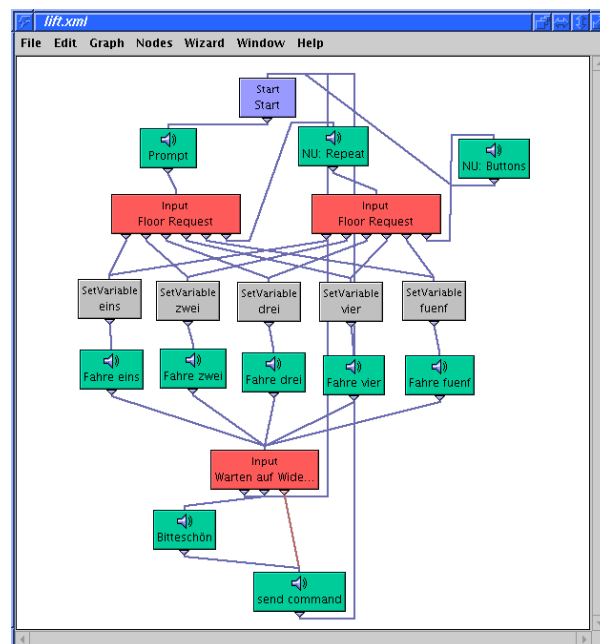 lift.xml
File Edit Graph Nodes Wizard Window Help
Start
Start
Prompt
NU: Repeat
NU: Buttons
Input
Floor Request
Input
Floor Request
SetVariable
eins
SetVariable
zwei
SetVariable
drei
SetVariable
vier
SetVariable
fuenf
Fahre eins
Fahre zwei
Fahre drei
Fahre vier
Fahre fuenf
Input
Warten auf Wide...
Bitteschön
send command